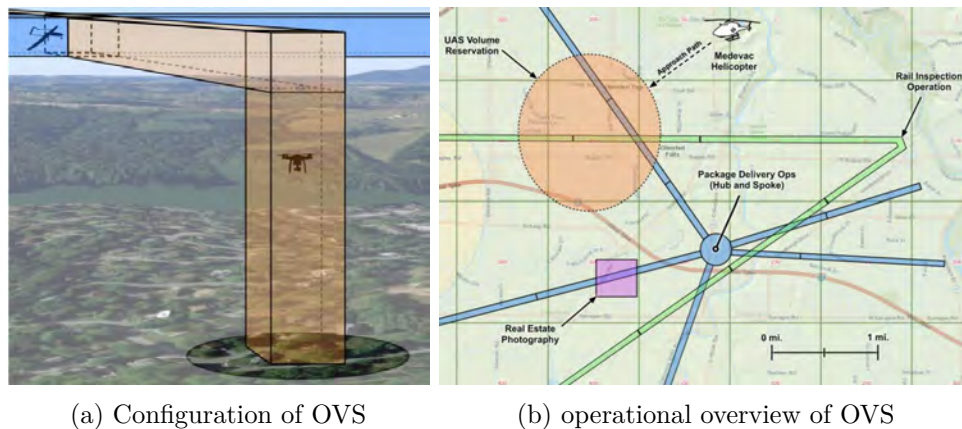 UAS Volume
Reservation
Approach Path
Medevac
Helicopter
Rail Inspection
Operation
Package Delivery Ops
(Hub and Spoke)
Real Estate
Photography
0 mi.
1 mi.
(a) Configuration of OVS
(b) operational overview of OVS